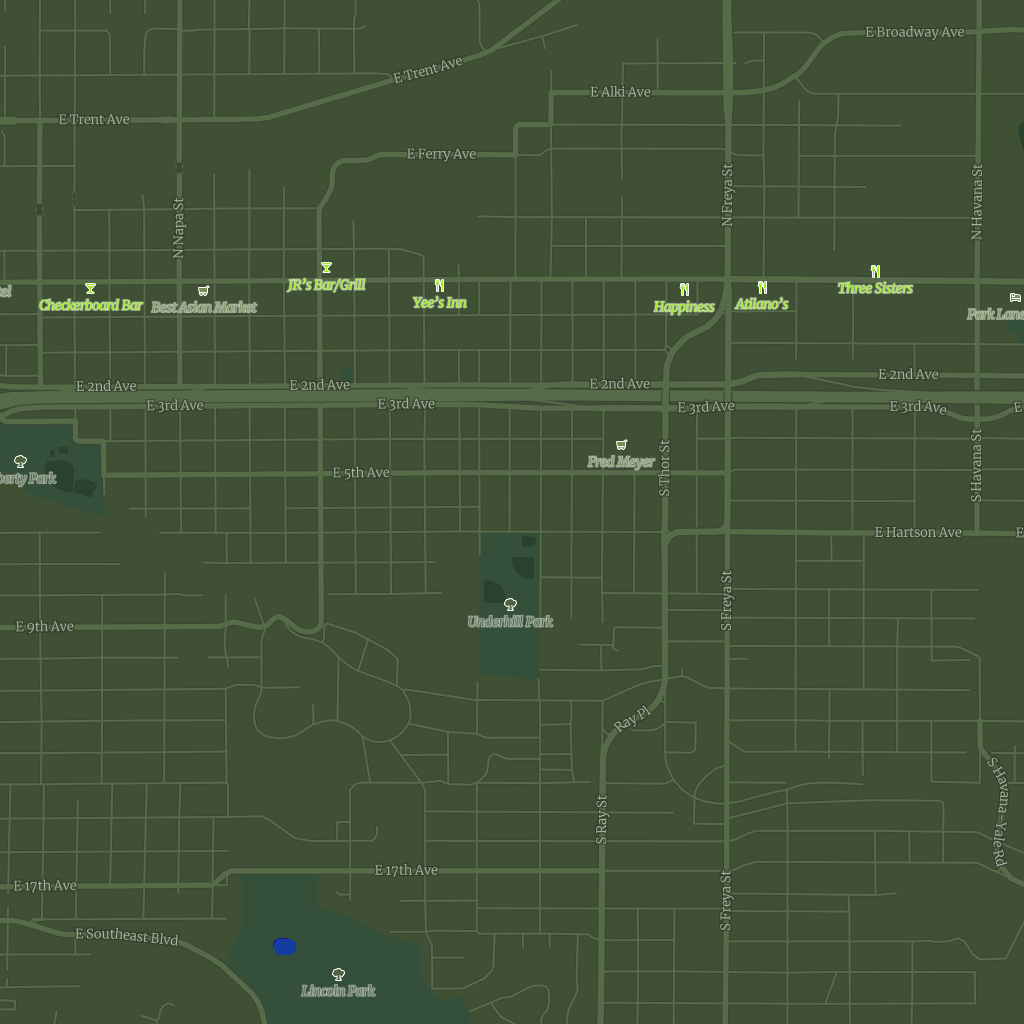 E Broadway Ave
E Trent Ave
E Alki Ave
E Trent Ave
E Ferry Ave
N Freya St
N Havana St
N Napa St
JR's Bar/Grill
Three Sisters
Checkerboard Bar
Best Asian Market
Yee's Inn
Happiness
Atilano's
Park Lane
E 2nd Ave
E 2nd Ave
E 2nd Ave
E 2nd Ave
E 3rd Ave
E 3rd Ave
E 3rd Ave
E 3rd Ave
E
S Thor St
S Havana St
Fred Meyer
E 5th Ave
berty Park
E Hartson Ave
E
S Freya St
Underhill Park
E 9th Ave
Ray Pl
S Havana-Yale Rd
S Ray St
E 17th Ave
E 17th Ave
S Freya St
E Southeast Blvd
Lincoln Park